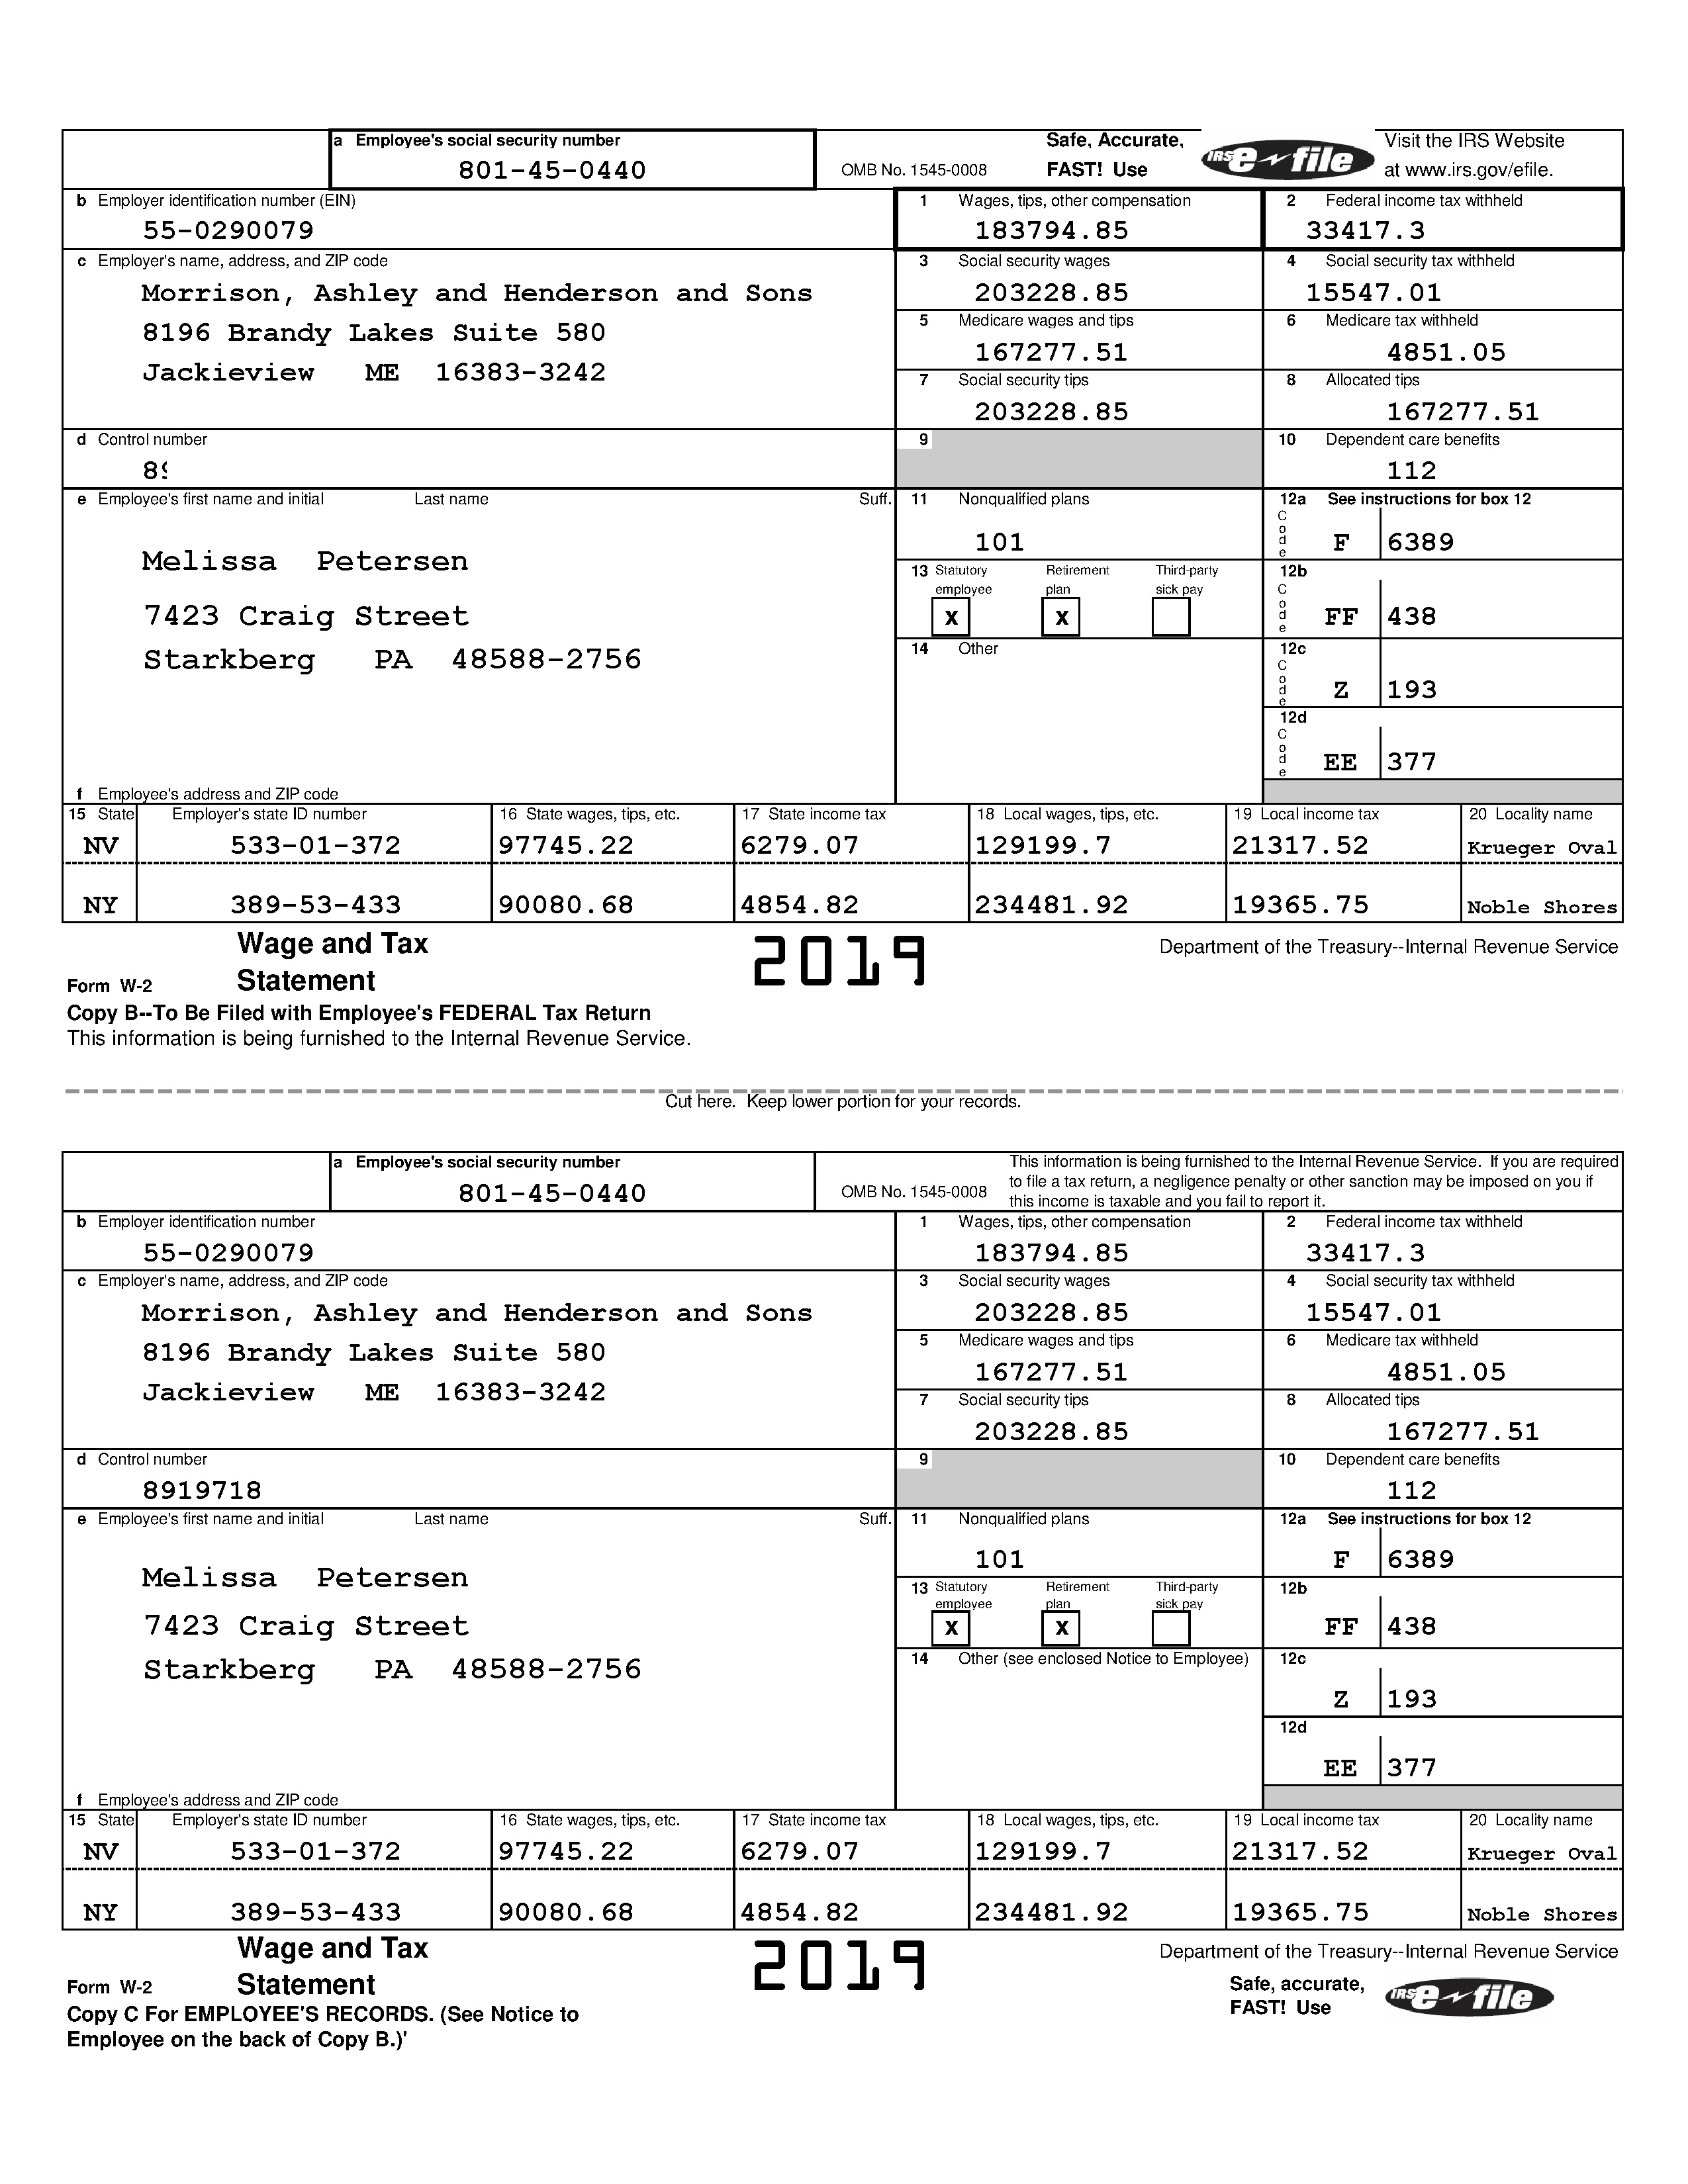 a Employee's social security number
801-45-0440
OMB No. 1545-0008
Safe, Accurate,
FAST! Use
IRS e-file
Visit the IRS Website
at www.irs.gov/efile.
b Employer identification number (EIN)
55-0290079
1 Wages, tips, other compensation
183794.85
2 Federal income tax withheld
33417.3
c Employer's name, address, and ZIP code
Morrison, Ashley and Henderson and Sons
8196 Brandy Lakes Suite 580
Jackieview ME 16383-3242
3 Social security wages
203228.85
4 Social security tax withheld
15547.01
5 Medicare wages and tips
167277.51
6 Medicare tax withheld
4851.05
7 Social security tips
203228.85
8 Allocated tips
167277.51
d Control number
9
10 Dependent care benefits
112
e Employee's first name and initial Last name Suff.
Melissa Petersen
7423 Craig Street
Starkberg PA 48588-2756
f Employee's address and ZIP code
11 Nonqualified plans
101
12a See instructions for box 12
Code F 6389
13 Statutory employee Retirement plan Third-party sick pay
X X
12b
Code FF 438
14 Other
12c
Code Z 193
12d
Code EE 377
15 State Employer's state ID number 16 State wages, tips, etc. 17 State income tax 18 Local wages, tips, etc. 19 Local income tax 20 Locality name
NV 533-01-372 97745.22 6279.07 129199.7 21317.52 Krueger Oval
NY 389-53-433 90080.68 4854.82 234481.92 19365.75 Noble Shores
Wage and Tax
Form W-2 Statement
2019
Department of the Treasury--Internal Revenue Service
Copy B--To Be Filed with Employee's FEDERAL Tax Return
This information is being furnished to the Internal Revenue Service.
Cut here. Keep lower portion for your records.
a Employee's social security number
801-45-0440
OMB No. 1545-0008
This information is being furnished to the Internal Revenue Service. If you are required
to file a tax return, a negligence penalty or other sanction may be imposed on you if
this income is taxable and you fail to report it.
b Employer identification number
55-0290079
1 Wages, tips, other compensation
183794.85
2 Federal income tax withheld
33417.3
c Employer's name, address, and ZIP code
Morrison, Ashley and Henderson and Sons
8196 Brandy Lakes Suite 580
Jackieview ME 16383-3242
3 Social security wages
203228.85
4 Social security tax withheld
15547.01
5 Medicare wages and tips
167277.51
6 Medicare tax withheld
4851.05
7 Social security tips
203228.85
8 Allocated tips
167277.51
d Control number
8919718
9
10 Dependent care benefits
112
e Employee's first name and initial Last name Suff.
Melissa Petersen
7423 Craig Street
Starkberg PA 48588-2756
f Employee's address and ZIP code
11 Nonqualified plans
101
12a See instructions for box 12
F 6389
13 Statutory employee Retirement plan Third-party sick pay
X X
12b
FF 438
14 Other (see enclosed Notice to Employee)
12c
Z 193
12d
EE 377
15 State Employer's state ID number 16 State wages, tips, etc. 17 State income tax 18 Local wages, tips, etc. 19 Local income tax 20 Locality name
NV 533-01-372 97745.22 6279.07 129199.7 21317.52 Krueger Oval
NY 389-53-433 90080.68 4854.82 234481.92 19365.75 Noble Shores
Wage and Tax
Form W-2 Statement
2019
Department of the Treasury--Internal Revenue Service
Safe, accurate,
FAST! Use
IRS e-file
Copy C For EMPLOYEE'S RECORDS. (See Notice to
Employee on the back of Copy B.)'